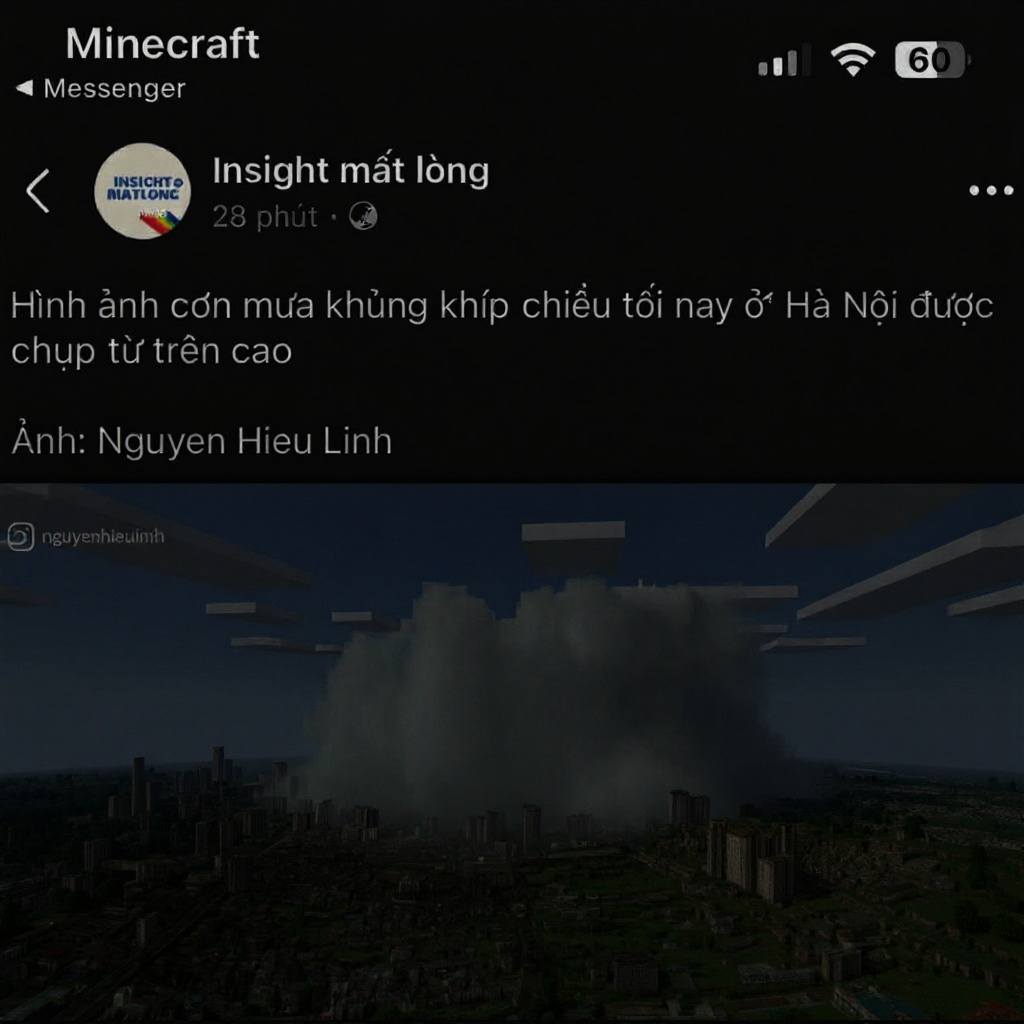 Minecraft
◀ Messenger
60
INSIGHT
MATLONG
Insight mất lòng
28 phút ·
Hình ảnh cơn mưa khủng khíp chiều tối nay ở Hà Nội được
chụp từ trên cao
Ảnh: Nguyen Hieu Linh
nguyenhieulinh